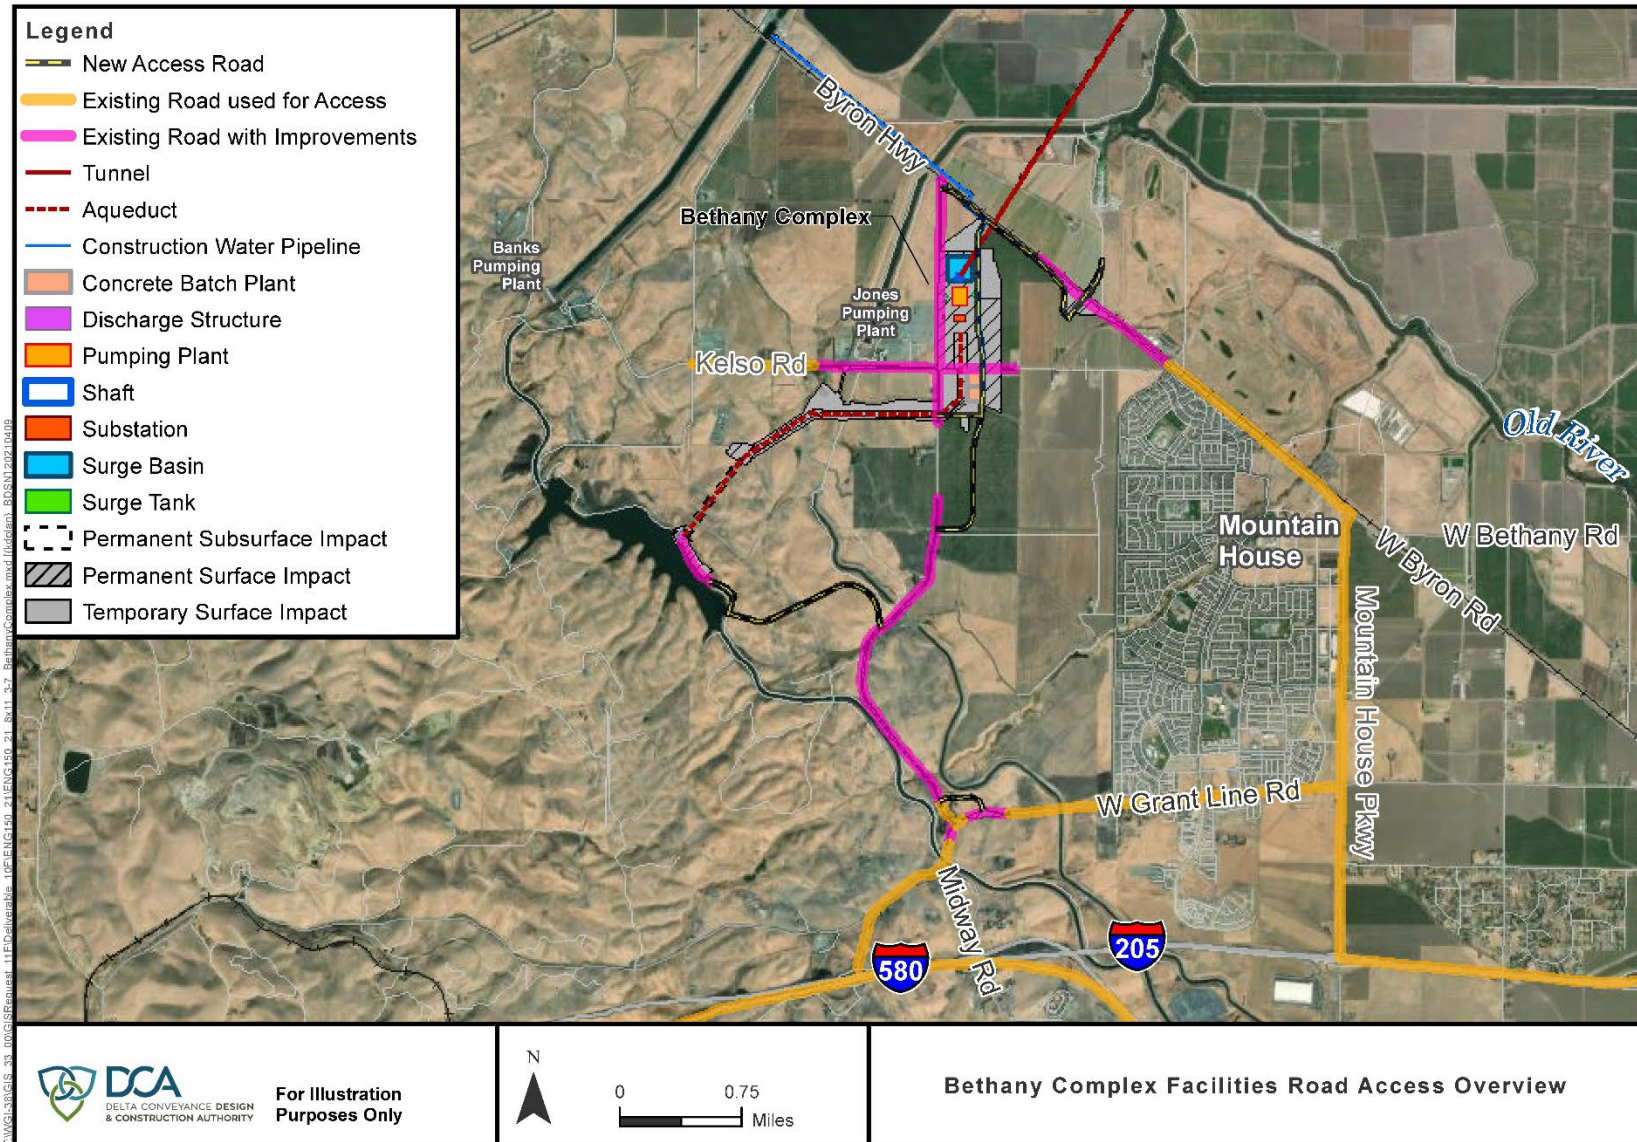 Legend
New Access Road
Existing Road used for Access
Existing Road with Improvements
Tunnel
Aqueduct
Construction Water Pipeline
Concrete Batch Plant
Discharge Structure
Pumping Plant
Shaft
Substation
Surge Basin
Surge Tank
Permanent Subsurface Impact
Permanent Surface Impact
Temporary Surface Impact
Byron Hwy
Bethany Complex
Banks
Pumping
Plant
Jones
Pumping
Plant
Kelso Rd
Old River
Mountain
House
W Bethany Rd
W Byron Rd
Mountain House Pkwy
W Grant Line Rd
Midway Rd
205
580
DCA
DELTA CONVEYANCE DESIGN
& CONSTRUCTION AUTHORITY
For Illustration
Purposes Only
N
0 0.75
Miles
Bethany Complex Facilities Road Access Overview